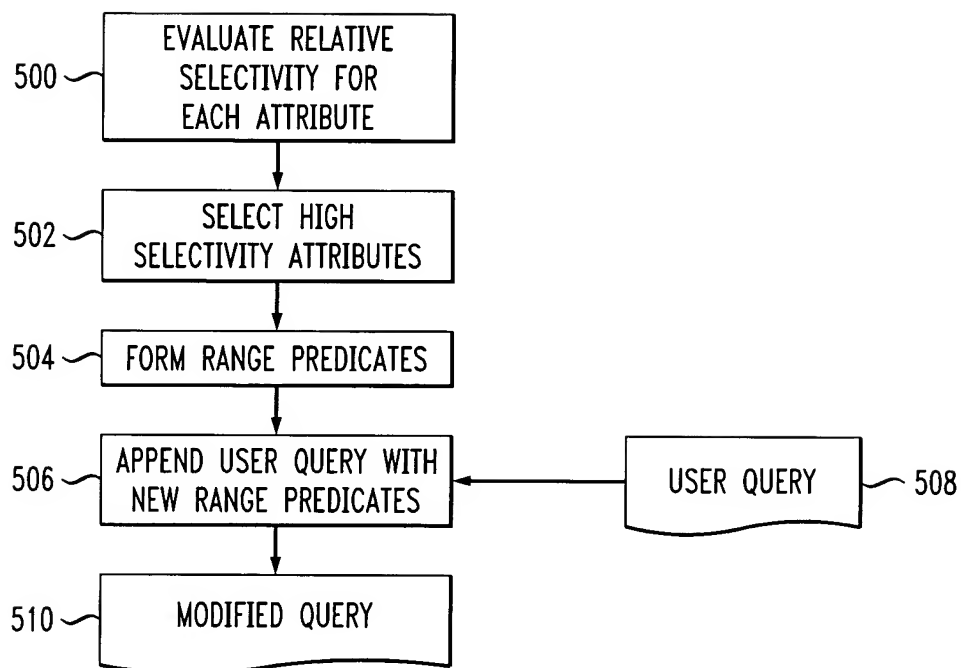 500
EVALUATE RELATIVE
SELECTIVITY FOR
EACH ATTRIBUTE
502
SELECT HIGH
SELECTIVITY ATTRIBUTES
504
FORM RANGE PREDICATES
506
APPEND USER QUERY WITH
NEW RANGE PREDICATES
USER QUERY
508
510
MODIFIED QUERY